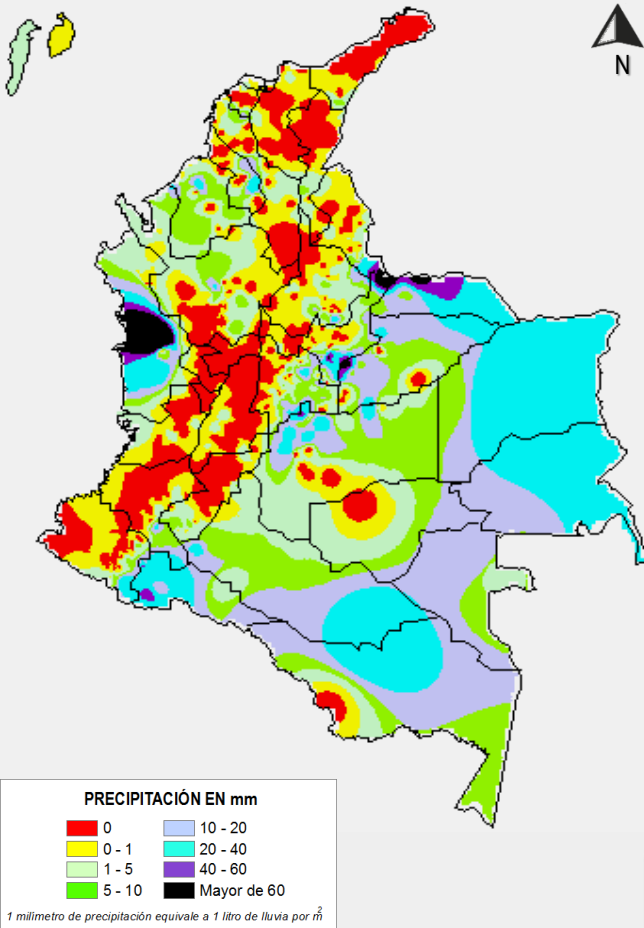 N
PRECIPITACIÓN EN mm
0
10 - 20
0 - 1
20 - 40
1 - 5
40 - 60
5 - 10
Mayor de 60
1 milimetro de precipitación equivale a 1 litro de lluvia por m²